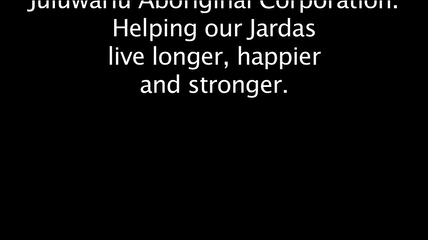 Juluwarlu Aboriginal Corporation.
Helping our Jardas
live longer, happier
and stronger.